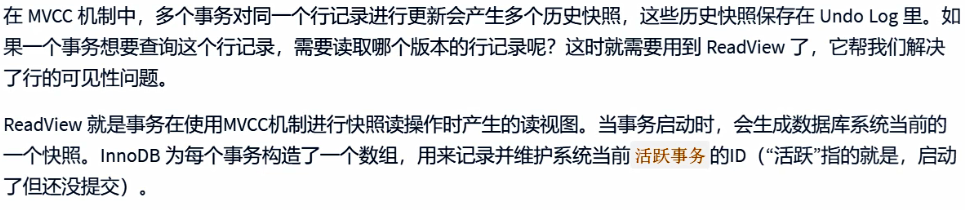 在 MVCC 机制中，多个事务对同一个行记录进行更新会产生多个历史快照，这些历史快照保存在 Undo Log 里。如
果一个事务想要查询这个行记录，需要读取哪个版本的行记录呢？这时就需要用到 ReadView 了，它帮我们解决
了行的可见性问题。
ReadView 就是事务在使用MVCC机制进行快照读操作时产生的读视图。当事务启动时，会生成数据库系统当前的
一个快照。InnoDB 为每个事务构造了一个数组，用来记录并维护系统当前 活跃事务 的ID（“活跃”指的就是，启动
了但还没提交）。